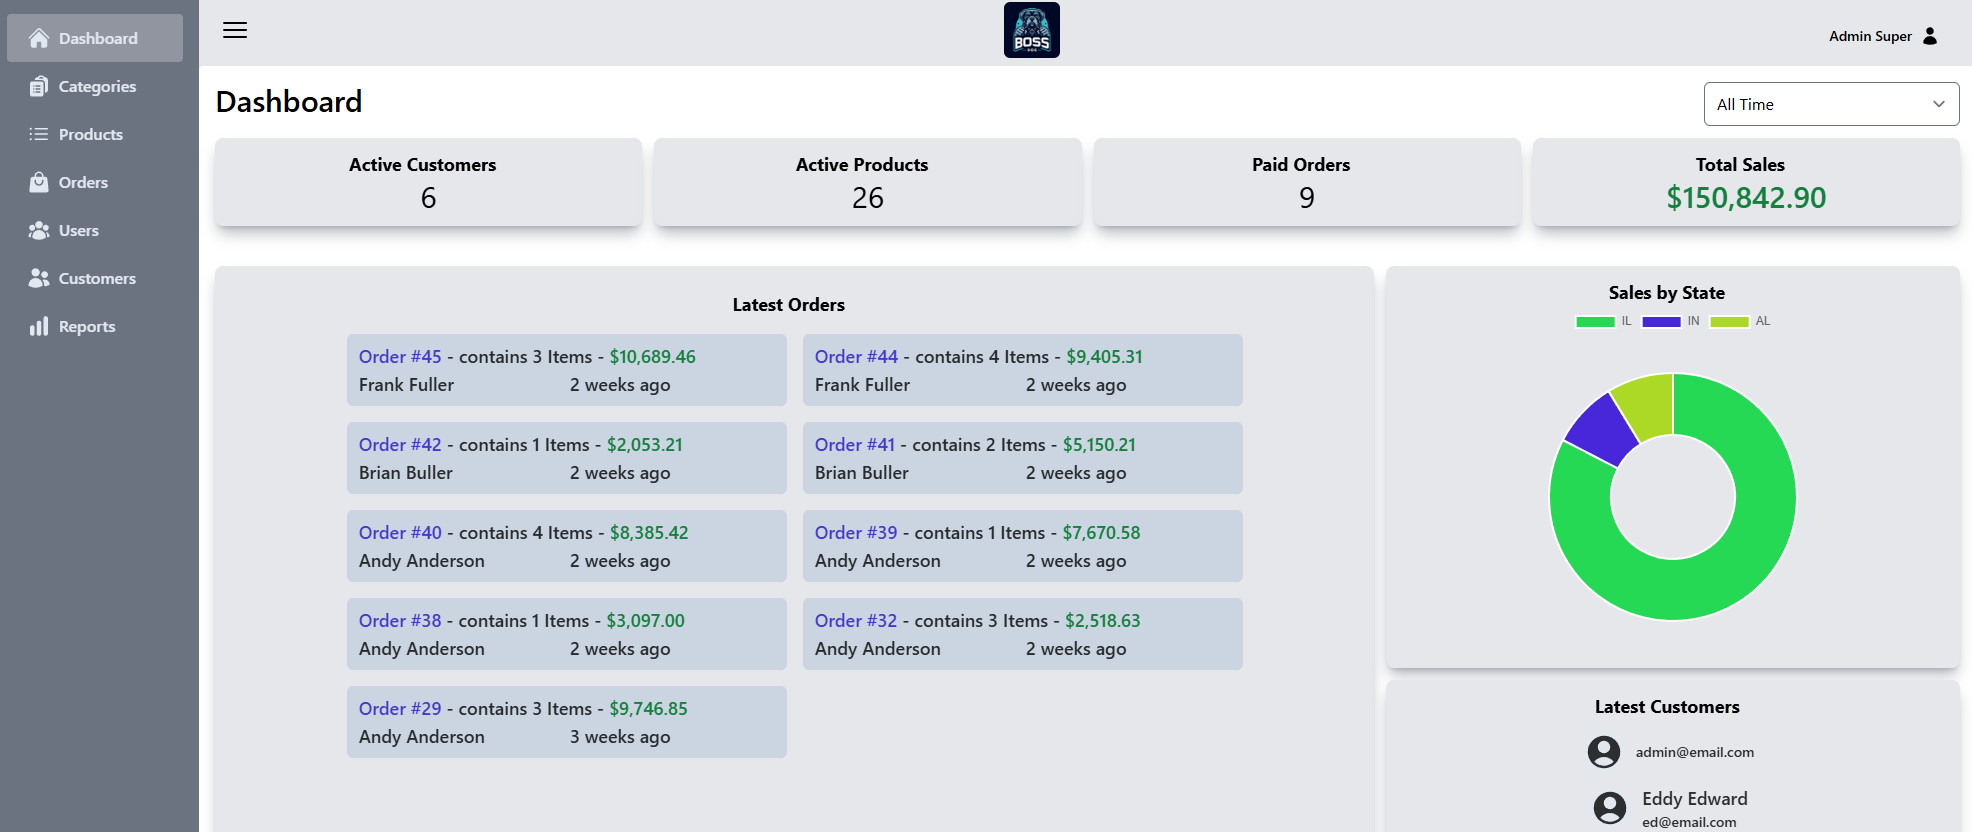 Dashboard
Categories
Products
Orders
Users
Customers
Reports
BOSS
Admin Super
Dashboard
All Time
Active Customers
6
Active Products
26
Paid Orders
9
Total Sales
$150,842.90
Latest Orders
Order #45 - contains 3 Items - $10,689.46
Frank Fuller 2 weeks ago
Order #44 - contains 4 Items - $9,405.31
Frank Fuller 2 weeks ago
Order #42 - contains 1 Items - $2,053.21
Brian Buller 2 weeks ago
Order #41 - contains 2 Items - $5,150.21
Brian Buller 2 weeks ago
Order #40 - contains 4 Items - $8,385.42
Andy Anderson 2 weeks ago
Order #39 - contains 1 Items - $7,670.58
Andy Anderson 2 weeks ago
Order #38 - contains 1 Items - $3,097.00
Andy Anderson 2 weeks ago
Order #32 - contains 3 Items - $2,518.63
Andy Anderson 2 weeks ago
Order #29 - contains 3 Items - $9,746.85
Andy Anderson 3 weeks ago
Sales by State
IL IN AL
Latest Customers
admin@email.com
Eddy Edward
ed@email.com